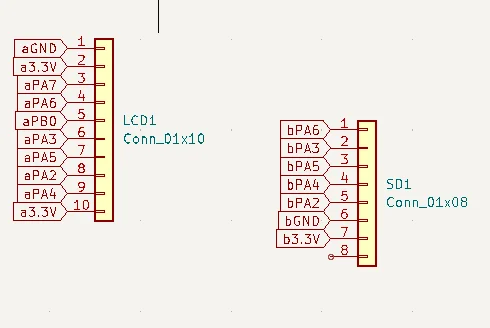 aGND 1
a3.3V 2
aPA7 3
aPA6 4
aPB0 5
aPA3 6
aPA5 7
aPA2 8
aPA4 9
a3.3V 10
LCD1
Conn_01x10
bPA6 1
bPA3 2
bPA5 3
bPA4 4
bPA2 5
bGND 6
b3.3V 7
8
SD1
Conn_01x08